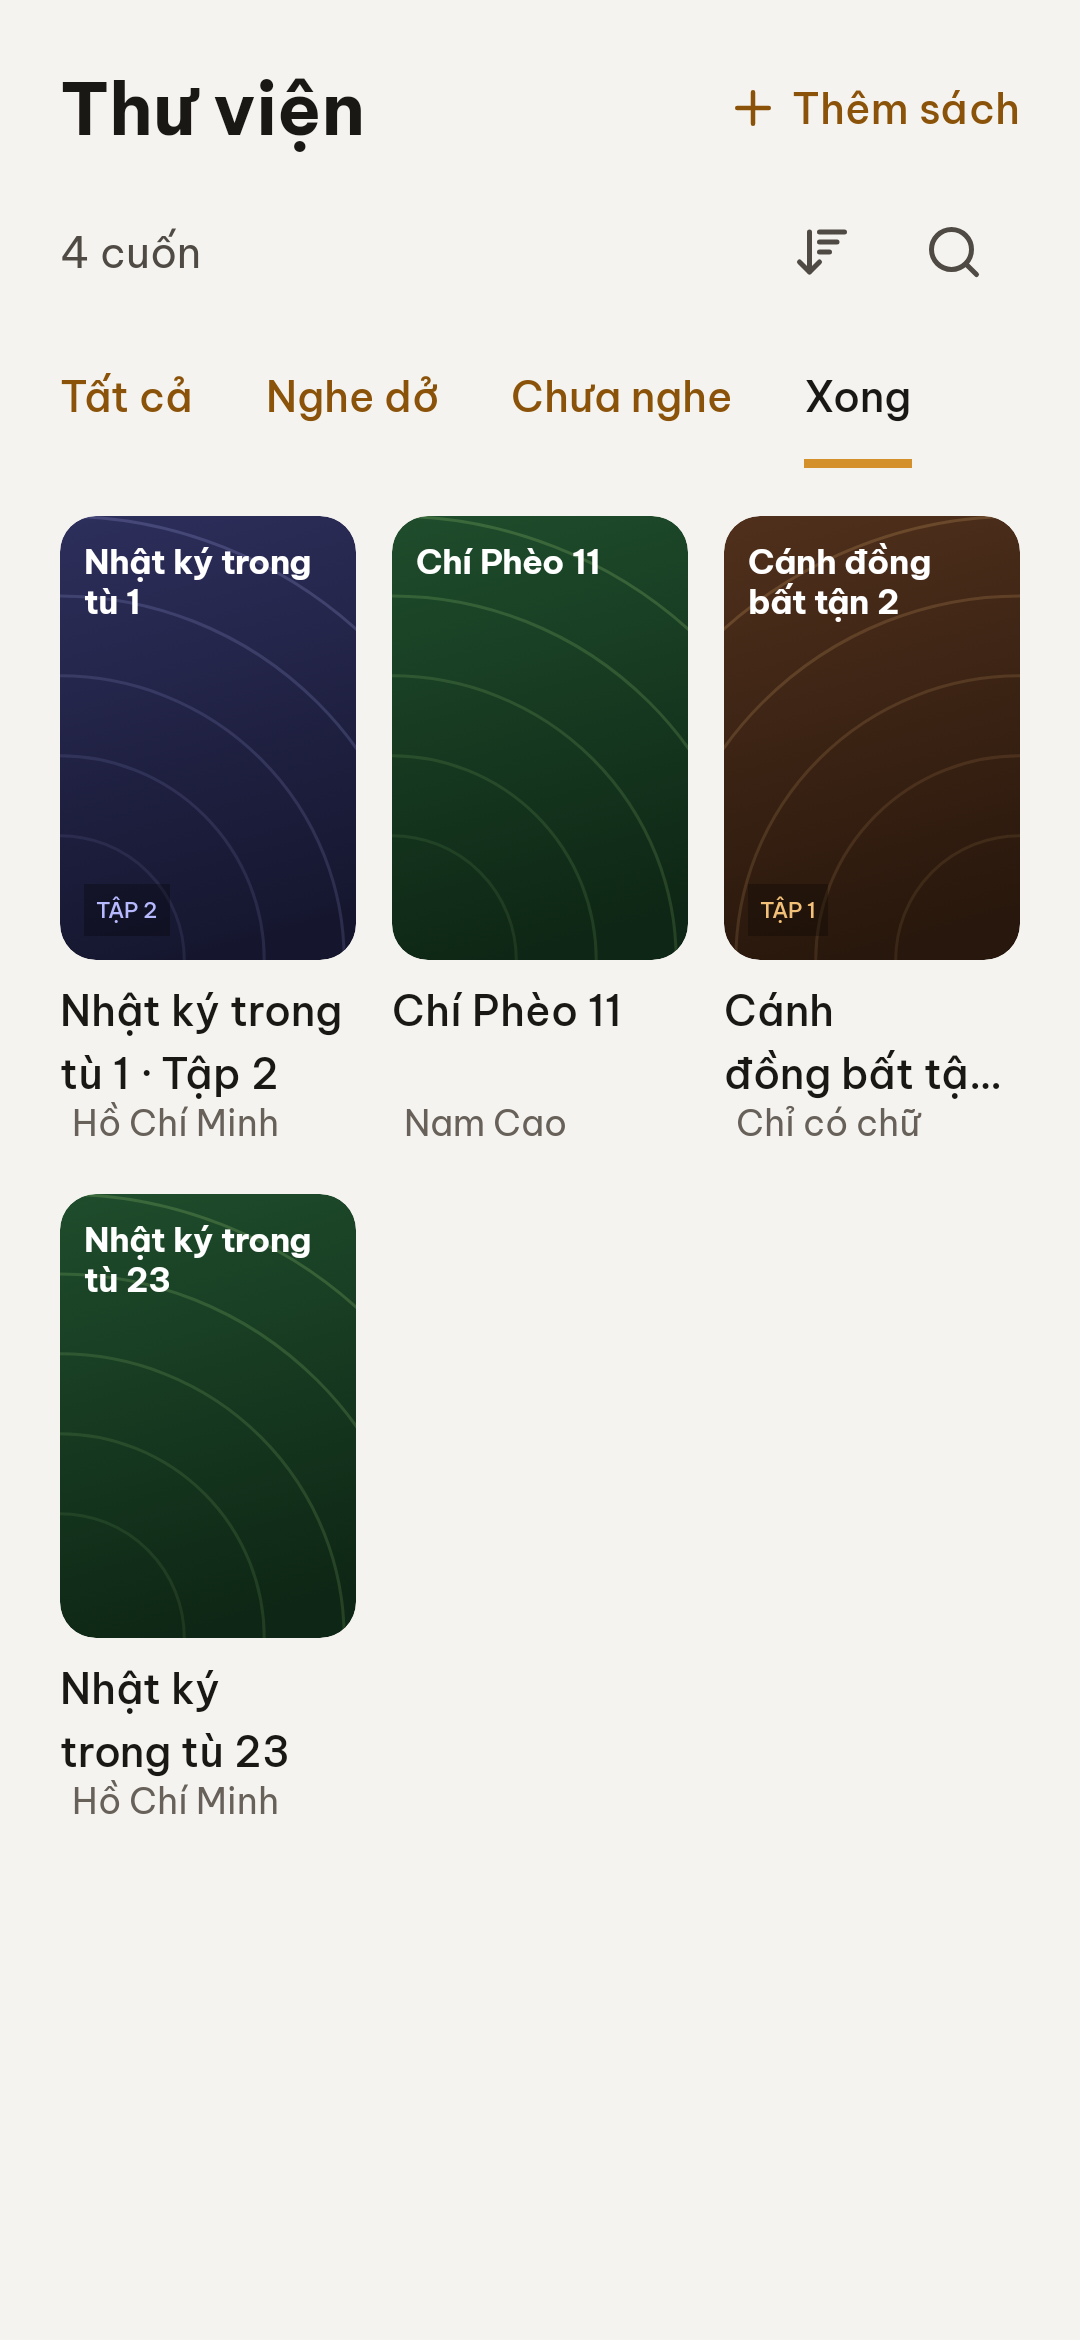 Thư viện
Thêm sách
4 cuốn
Tất cả
Nghe dở
Chưa nghe
Xong
Nhật ký trong
tù 1
TẬP 2
Chí Phèo 11
Cánh đồng
bất tận 2
TẬP 1
Nhật ký trong
tù 1 · Tập 2
Hồ Chí Minh
Chí Phèo 11
Nam Cao
Cánh
đồng bất tậ...
Chỉ có chữ
Nhật ký trong
tù 23
Nhật ký
trong tù 23
Hồ Chí Minh